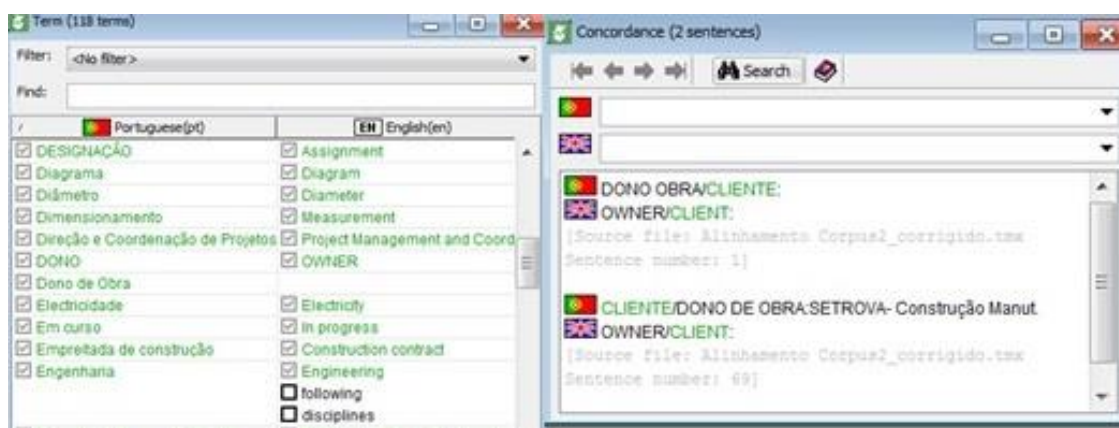 Term (118 terms)
Filter: <No filter>
Find:
/ Portuguese(pt) EN English(en)
DESIGNAÇÃO Assignment
Diagrama Diagram
Diâmetro Diameter
Dimensionamento Measurement
Direção e Coordenação de Projetos Project Management and Coord
DONO OWNER
Dono de Obra
Electricidade Electricity
Em curso In progress
Empreitada de construção Construction contract
Engenharia Engineering
following
disciplines
Concordance (2 sentences)
Search
DONO OBRA/CLIENTE:
OWNER/CLIENT:
[Source file: Alinhamento Corpus2_corrigido.tmx
Sentence number: 1]
CLIENTE/DONO DE OBRA:SETROVA- Construção Manut.
OWNER/CLIENT:
[Source file: Alinhamento Corpus2_corrigido.tmx
Sentence number: 69]